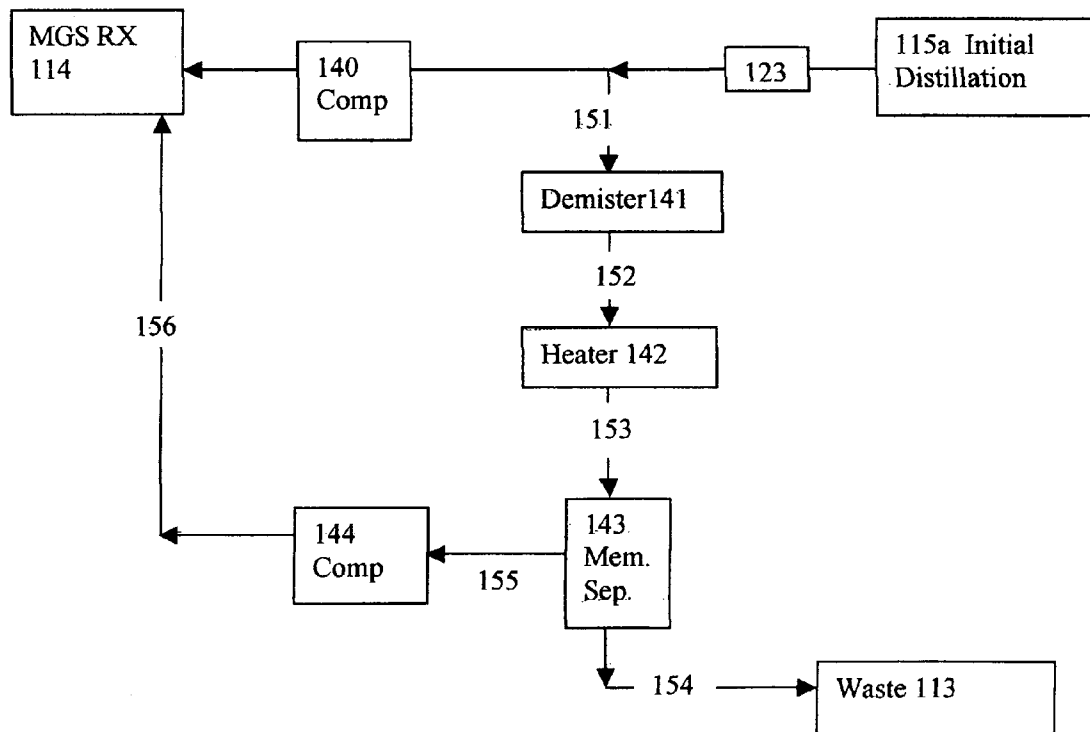 MGS RX
114
140
Comp
123
115a Initial
Distillation
151
Demister141
152
Heater 142
153
156
144
Comp
155
143
Mem.
Sep.
154
Waste 113